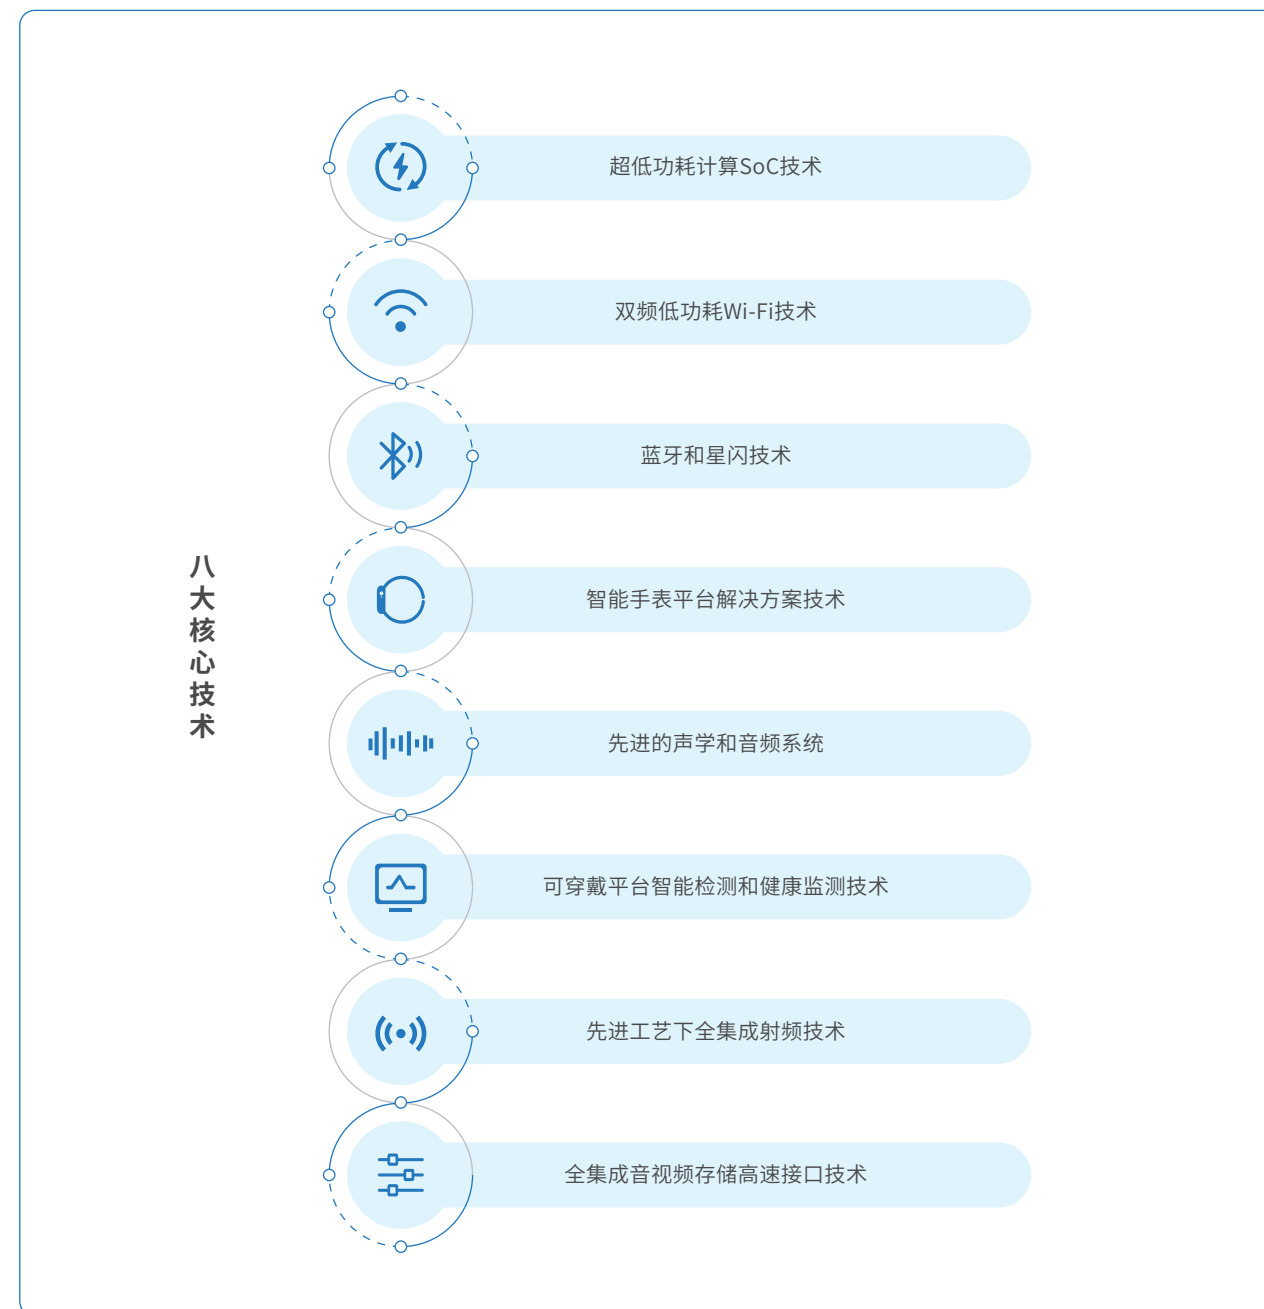 八大核心技术
超低功耗计算SoC技术
双频低功耗Wi-Fi技术
蓝牙和星闪技术
智能手表平台解决方案技术
先进的声学和音频系统
可穿戴平台智能检测和健康监测技术
先进工艺下全集成射频技术
全集成音视频存储高速接口技术